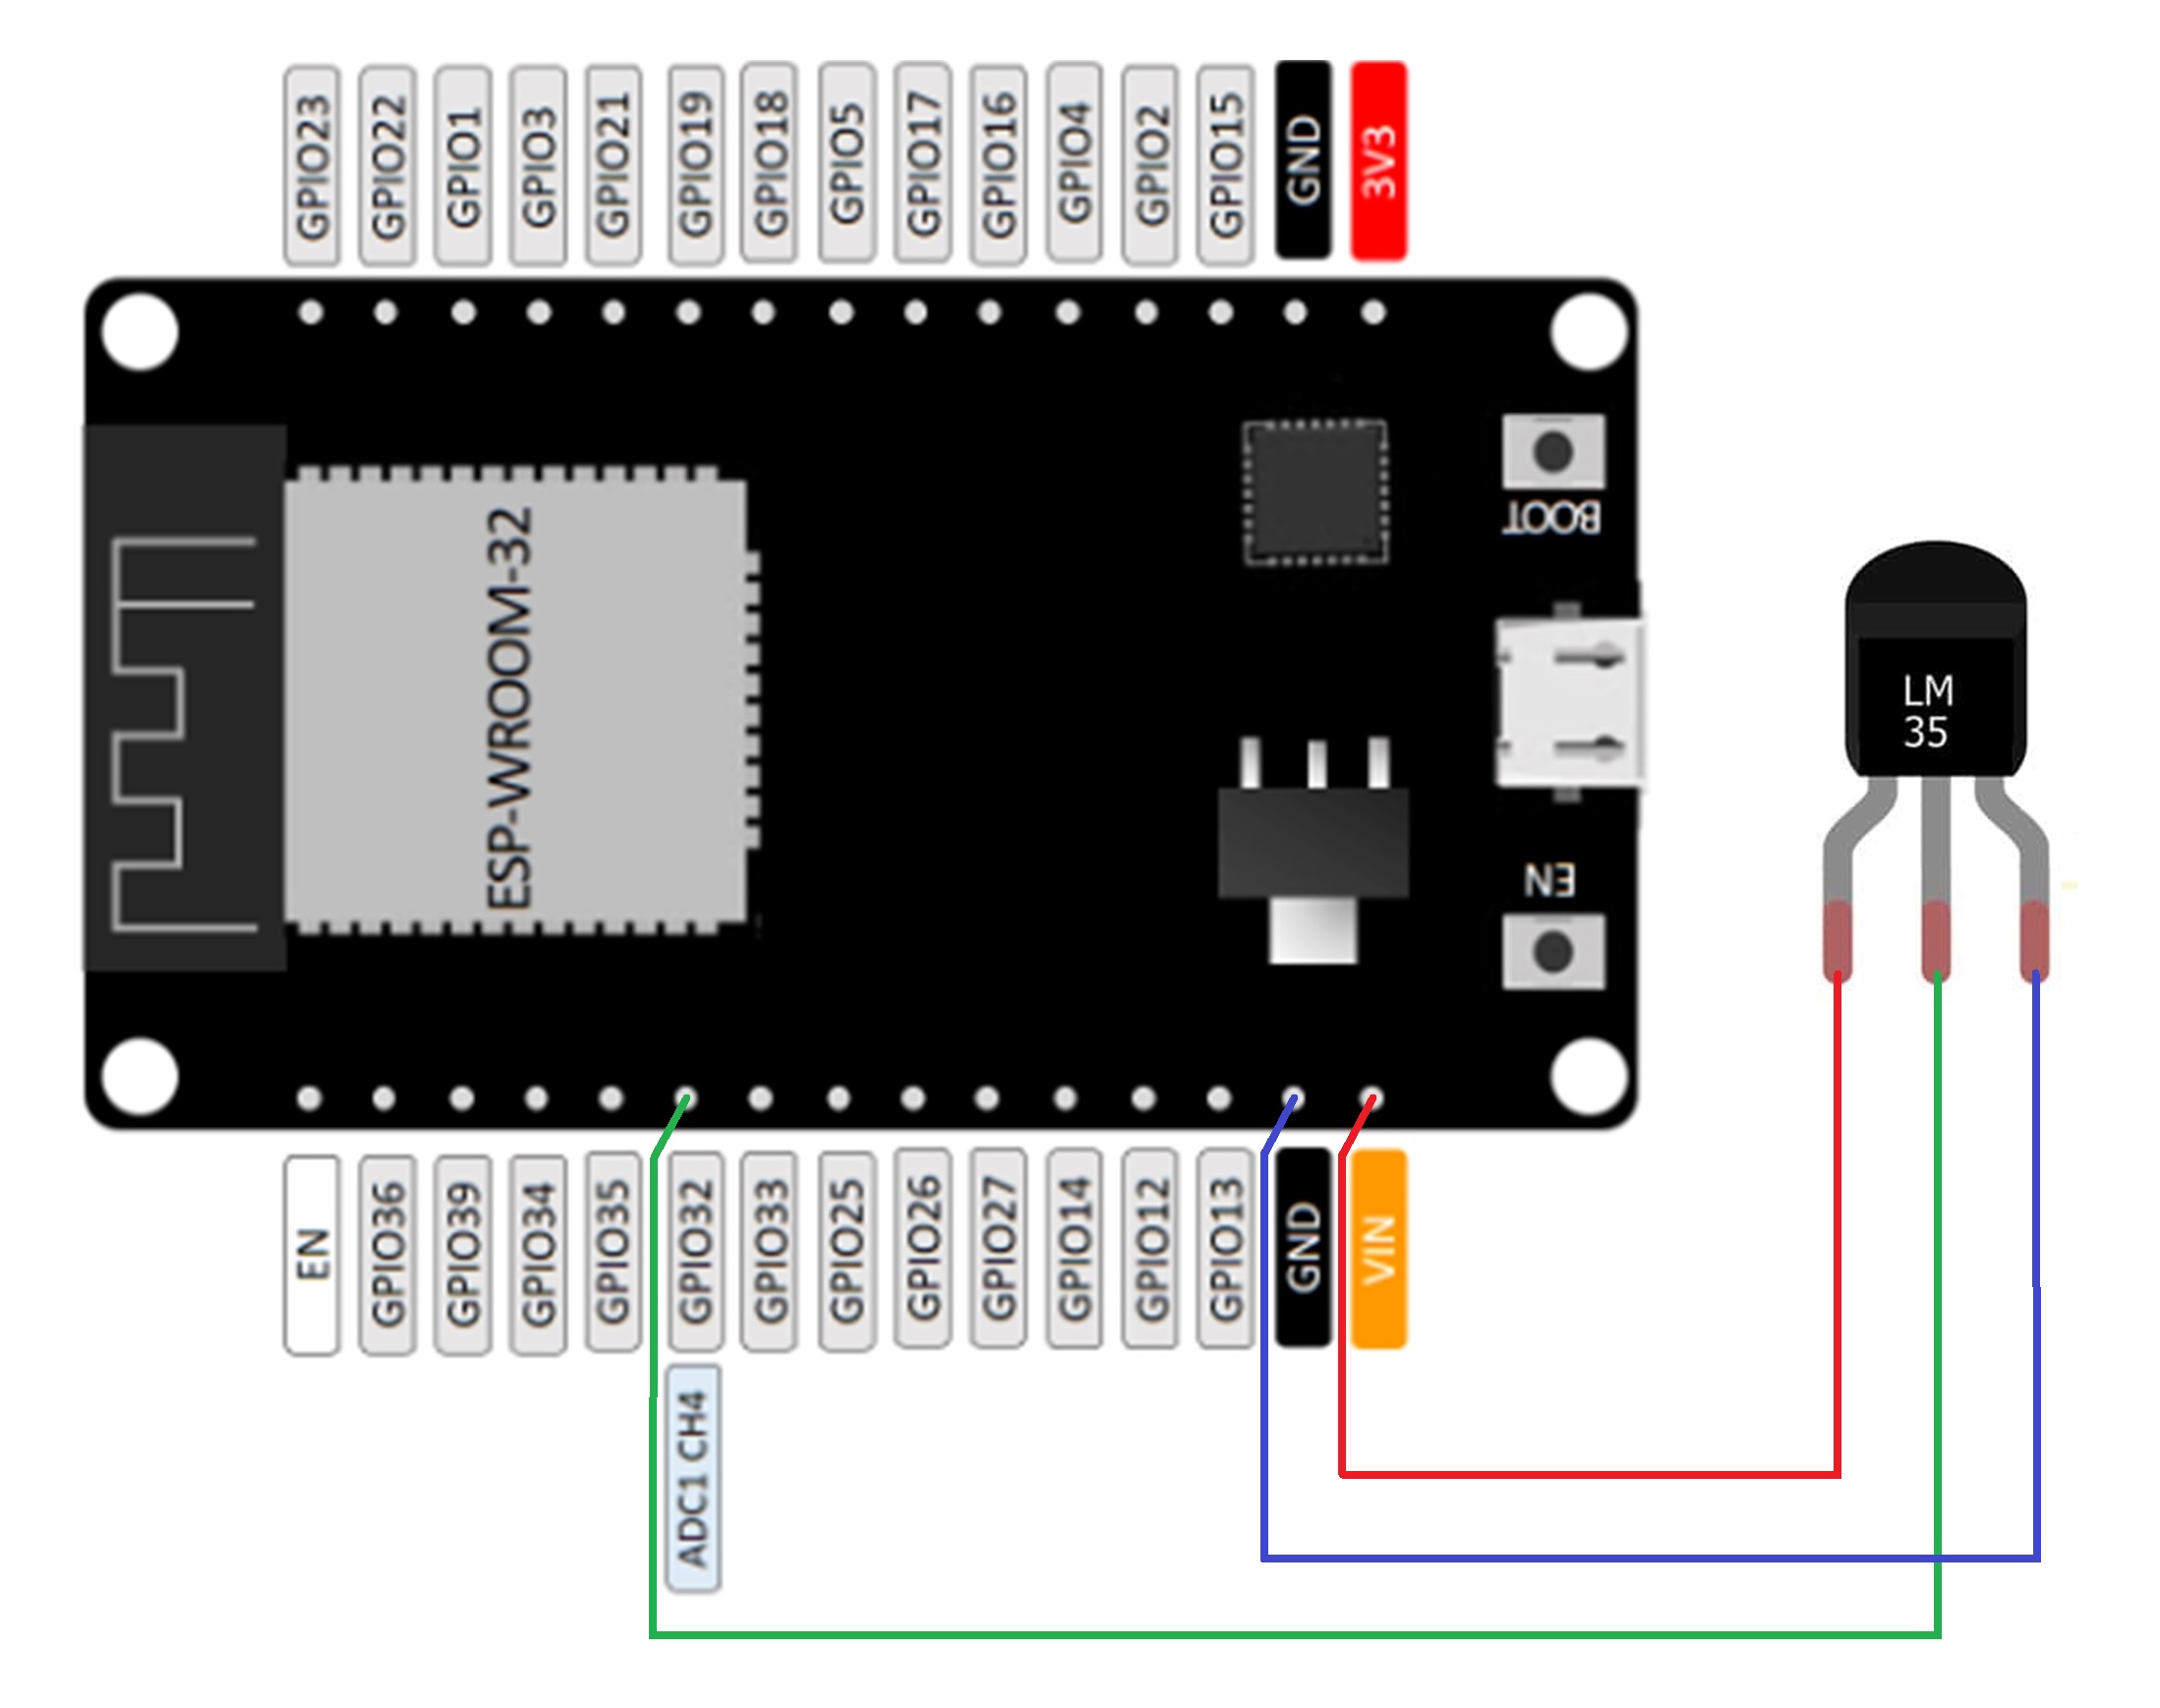 GPIO23
GPIO22
GPIO1
GPIO3
GPIO21
GPIO19
GPIO18
GPIO5
GPIO17
GPIO16
GPIO4
GPIO2
GPIO15
GND
3V3
ESP-WROOM-32
BOOT
EN
LM
35
EN
GPIO36
GPIO39
GPIO34
GPIO35
GPIO32
GPIO33
GPIO25
GPIO26
GPIO27
GPIO14
GPIO12
GPIO13
GND
VIN
ADC1 CH4